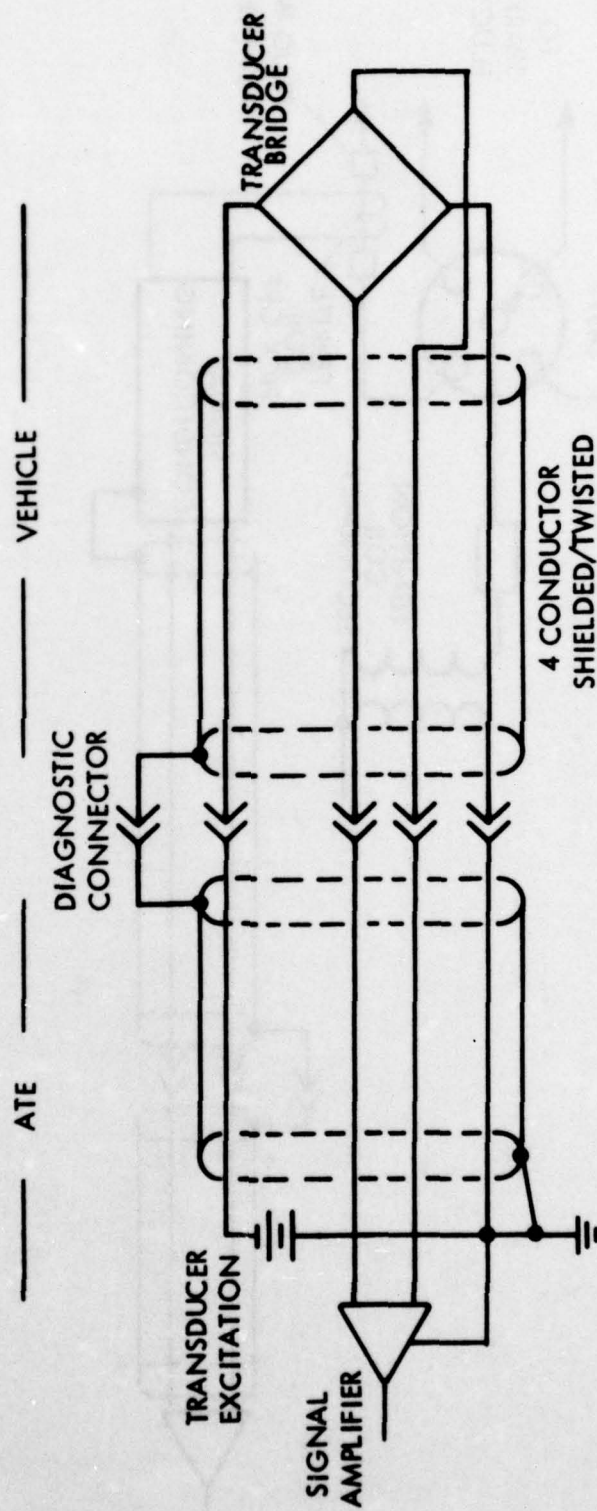 ATE
VEHICLE
DIAGNOSTIC
CONNECTOR
TRANSDUCER
BRIDGE
TRANSDUCER
EXCITATION
SIGNAL
AMPLIFIER
4 CONDUCTOR
SHIELDED/TWISTED